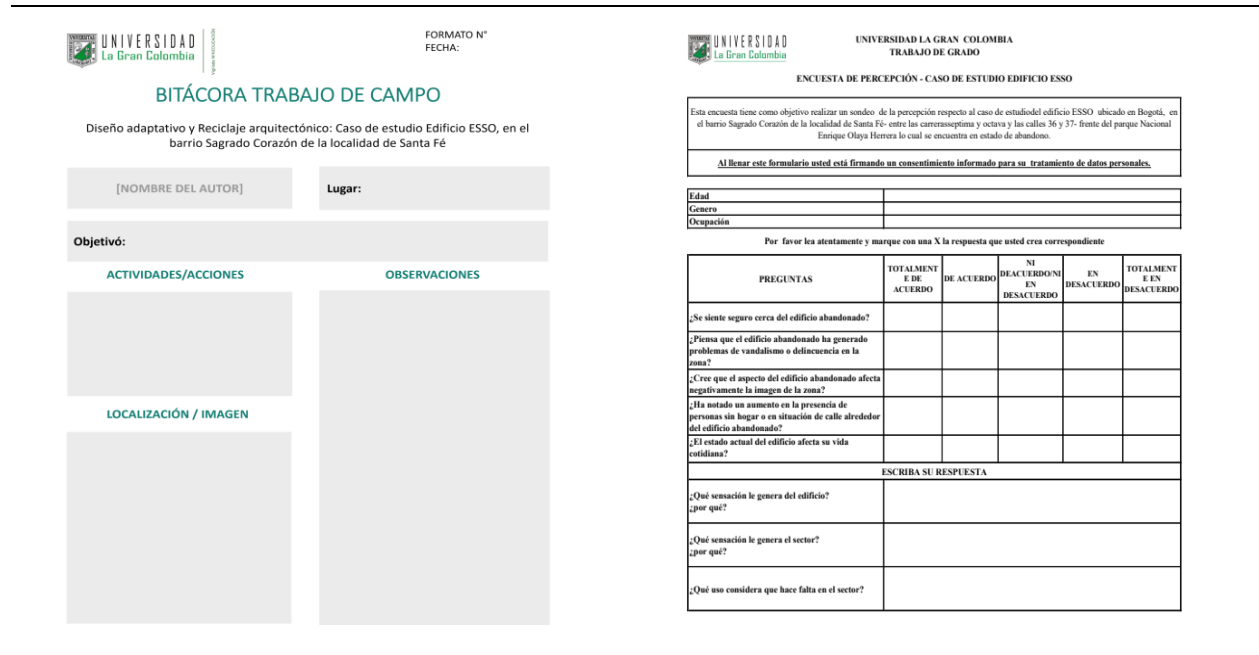 UNIVERSIDAD
La Gran Colombia
FORMATO N°
FECHA:
BITÁCORA TRABAJO DE CAMPO
Diseño adaptativo y Reciclaje arquitectónico: Caso de estudio Edificio ESSO, en el
barrio Sagrado Corazón de la localidad de Santa Fé
[NOMBRE DEL AUTOR]
Lugar:
Objetivó:
ACTIVIDADES/ACCIONES
OBSERVACIONES
LOCALIZACIÓN / IMAGEN
UNIVERSIDAD
La Gran Colombia
UNIVERSIDAD LA GRAN COLOMBIA
TRABAJO DE GRADO
ENCUESTA DE PERCEPCIÓN - CASO DE ESTUDIO EDIFICIO ESSO
Esta encuesta tiene como objetivo realizar un sondeo de la percepción respecto al caso de estudiodel edificio ESSO ubicado en Bogotá, en
el barrio Sagrado Corazón de la localidad de Santa Fé- entre las carrerasseptima y octava y las calles 36 y 37- frente del parque Nacional
Enrique Olaya Herrera lo cual se encuentra en estado de abandono.
Al llenar este formulario usted está firmando un consentimiento informado para su tratamiento de datos personales.
Edad
Genero
Ocupación
Por favor lea atentamente y marque con una X la respuesta que usted crea correspondiente
PREGUNTAS
TOTALMENT
E DE
ACUERDO
DE ACUERDO
NI
DEACUERDO/NI
EN
DESACUERDO
EN
DESACUERDO
TOTALMENT
E EN
DESACUERDO
¿Se siente seguro cerca del edificio abandonado?
¿Piensa que el edificio abandonado ha generado
problemas de vandalismo o delincuencia en la
zona?
¿Cree que el aspecto del edificio abandonado afecta
negativamente la imagen de la zona?
¿Ha notado un aumento en la presencia de
personas sin hogar o en situación de calle alrededor
del edificio abandonado?
¿El estado actual del edificio afecta su vida
cotidiana?
ESCRIBA SU RESPUESTA
¿Qué sensación le genera del edificio?
¿por qué?
¿Qué sensación le genera el sector?
¿por qué?
¿Qué uso considera que hace falta en el sector?